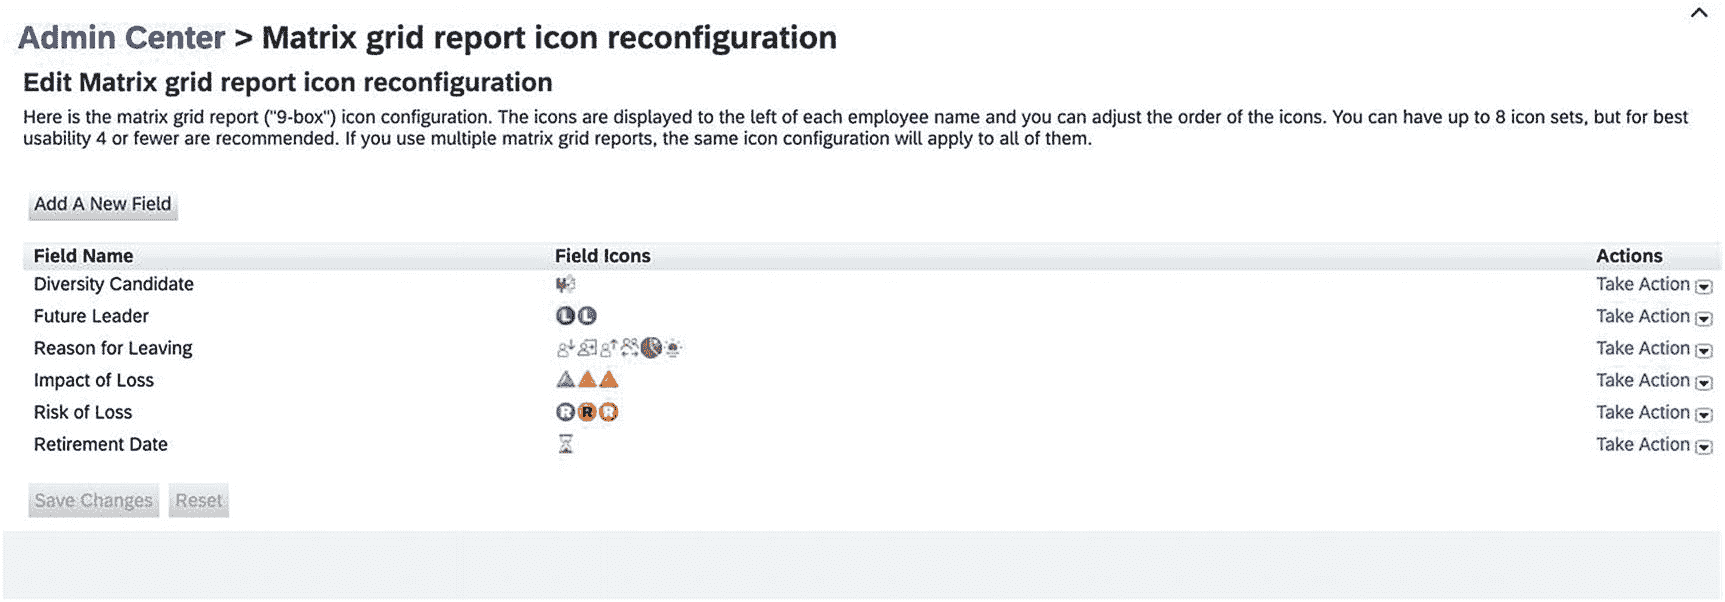 Admin Center > Matrix grid report icon reconfiguration
Edit Matrix grid report icon reconfiguration
Here is the matrix grid report ("9-box") icon configuration. The icons are displayed to the left of each employee name and you can adjust the order of the icons. You can have up to 8 icon sets, but for best
usability 4 or fewer are recommended. If you use multiple matrix grid reports, the same icon configuration will apply to all of them.
Add A New Field
Field Name Field Icons Actions
Diversity Candidate Take Action
Future Leader L L Take Action
Reason for Leaving Take Action
Impact of Loss Take Action
Risk of Loss R R R Take Action
Retirement Date Take Action
Save Changes Reset